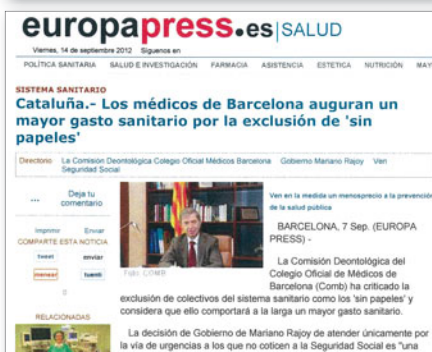 europapress.es|SALUD
Viernes, 14 de septiembre 2012 Síguenos en
POLÍTICA SANITARIA SALUD E INVESTIGACIÓN FARMACIA ASISTENCIA ESTETICA NUTRICIÓN MAY
SISTEMA SANITARIO
Cataluña.- Los médicos de Barcelona auguran un
mayor gasto sanitario por la exclusión de 'sin
papeles'
Directorio La Comisión Deontológica Colegio Oficial Médicos Barcelona Gobierno Mariano Rajoy Ven
Seguridad Social
... Deja tu
comentario
Imprimir Enviar
COMPARTE ESTA NOTICIA
tweet enviar
menear tuenti
0
RELACIONADAS
Foto: COMB
Ven en la medida un menosprecio a la prevención
de la salud pública
BARCELONA, 7 Sep. (EUROPA
PRESS) -
La Comisión Deontológica del
Colegio Oficial de Médicos de
Barcelona (Comb) ha criticado la
exclusión de colectivos del sistema sanitario como los 'sin papeles' y
considera que ello comportará a la larga un mayor gasto sanitario.
La decisión de Gobierno de Mariano Rajoy de atender únicamente por
la vía de urgencias a los que no coticen a la Seguridad Social es "una